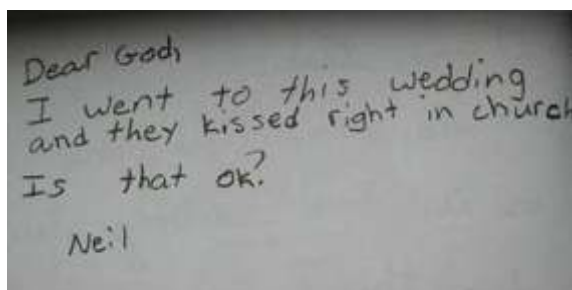 Dear God,
I went to this wedding
and they kissed right in church
Is that ok?
Neil